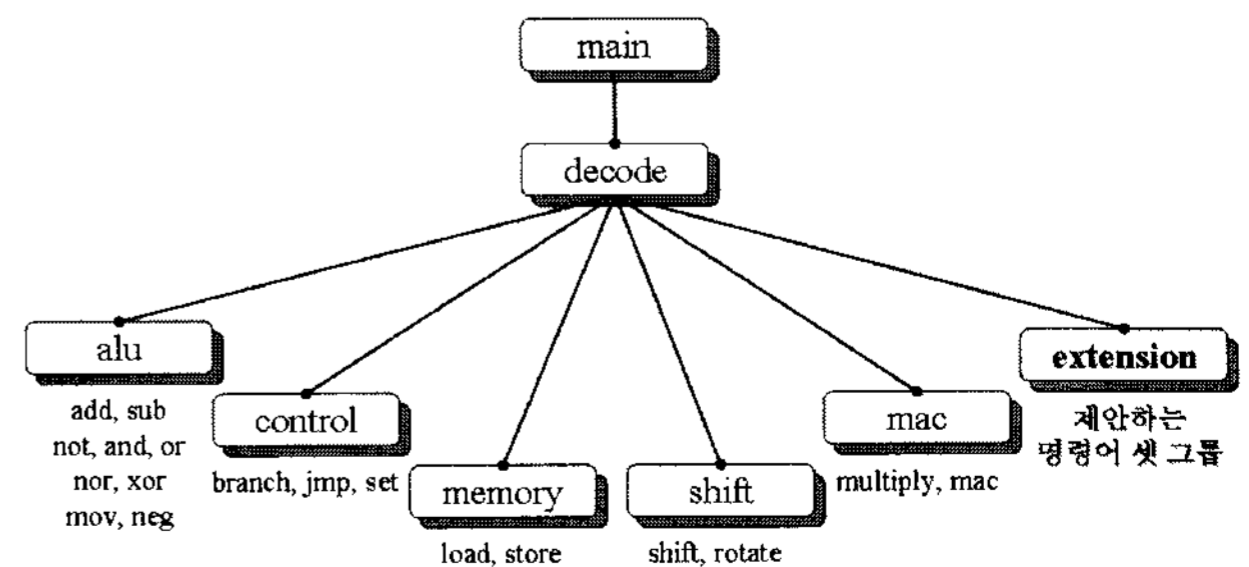 main
decode
alu
add, sub
not, and, or
nor, xor
mov, neg
control
branch, jmp, set
memory
load, store
shift
shift, rotate
mac
multiply, mac
extension
제안하는
명령어 셋 그룹